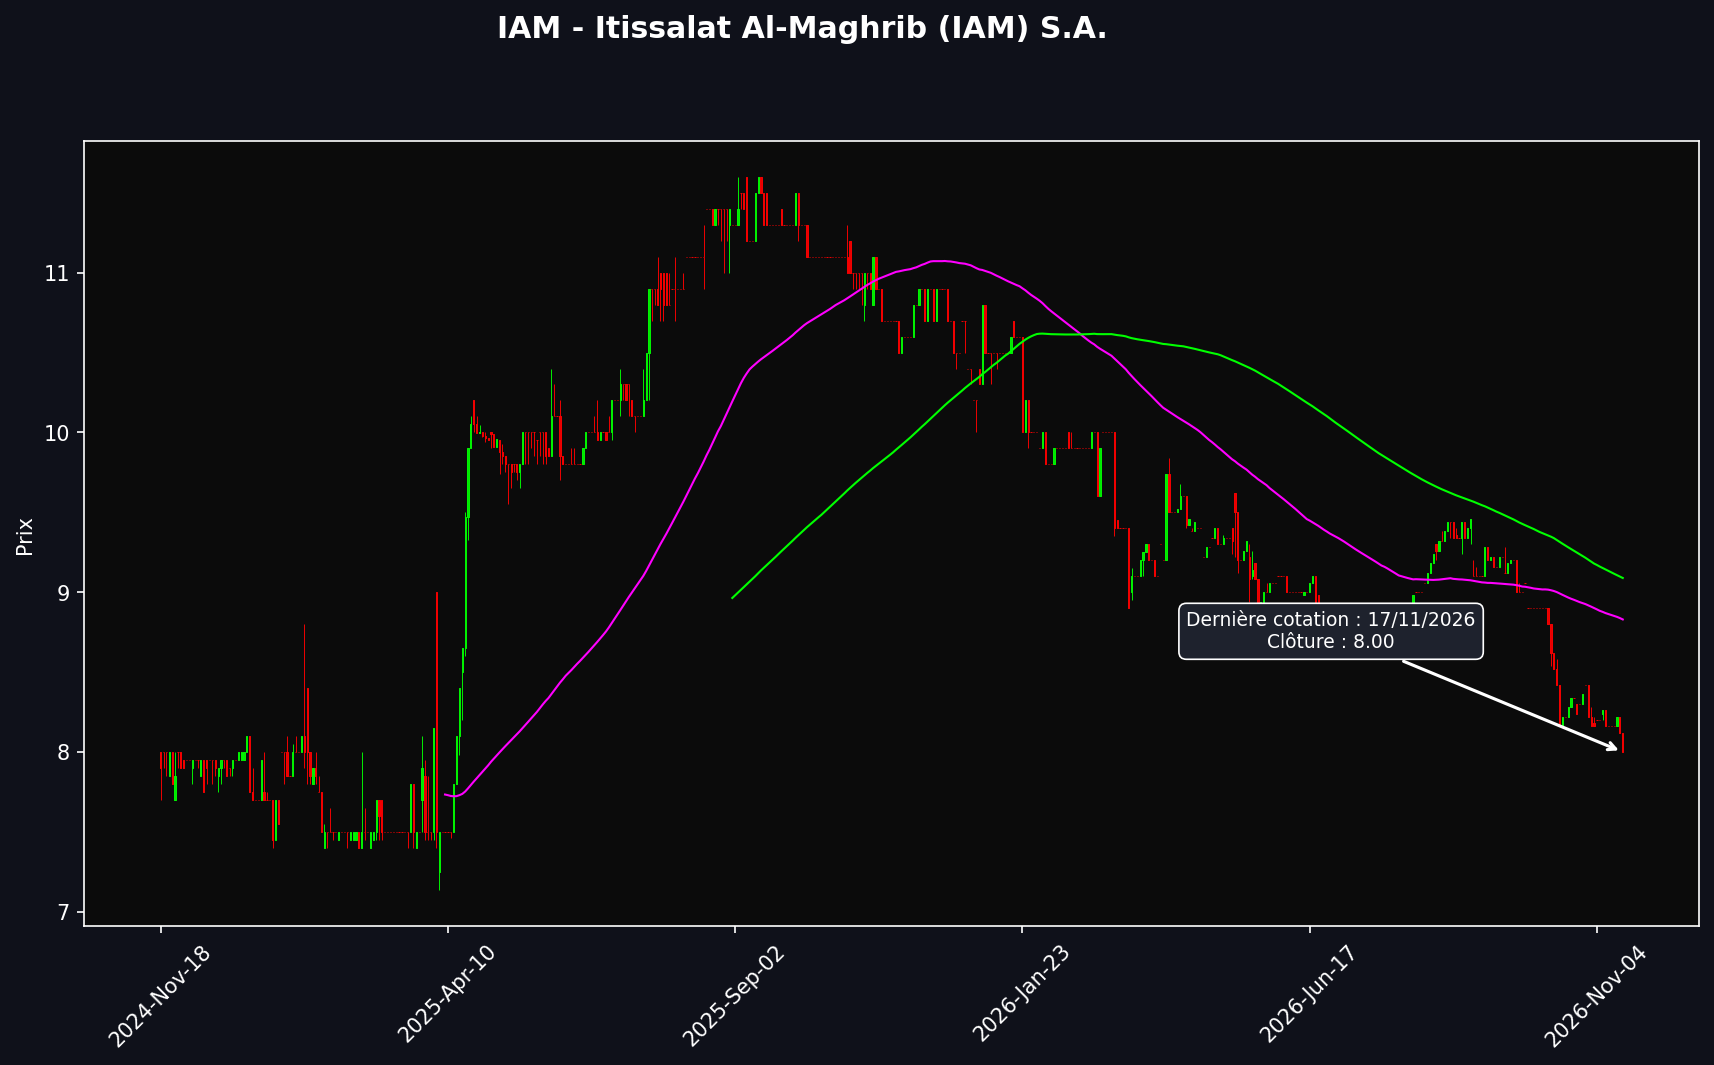 IAM - Itissalat Al-Maghrib (IAM) S.A.
Prix
11
10
9
8
7
Dernière cotation : 17/11/2026
Clôture : 8.00
2024-Nov-18
2025-Apr-10
2025-Sep-02
2026-Jan-23
2026-Jun-17
2026-Nov-04